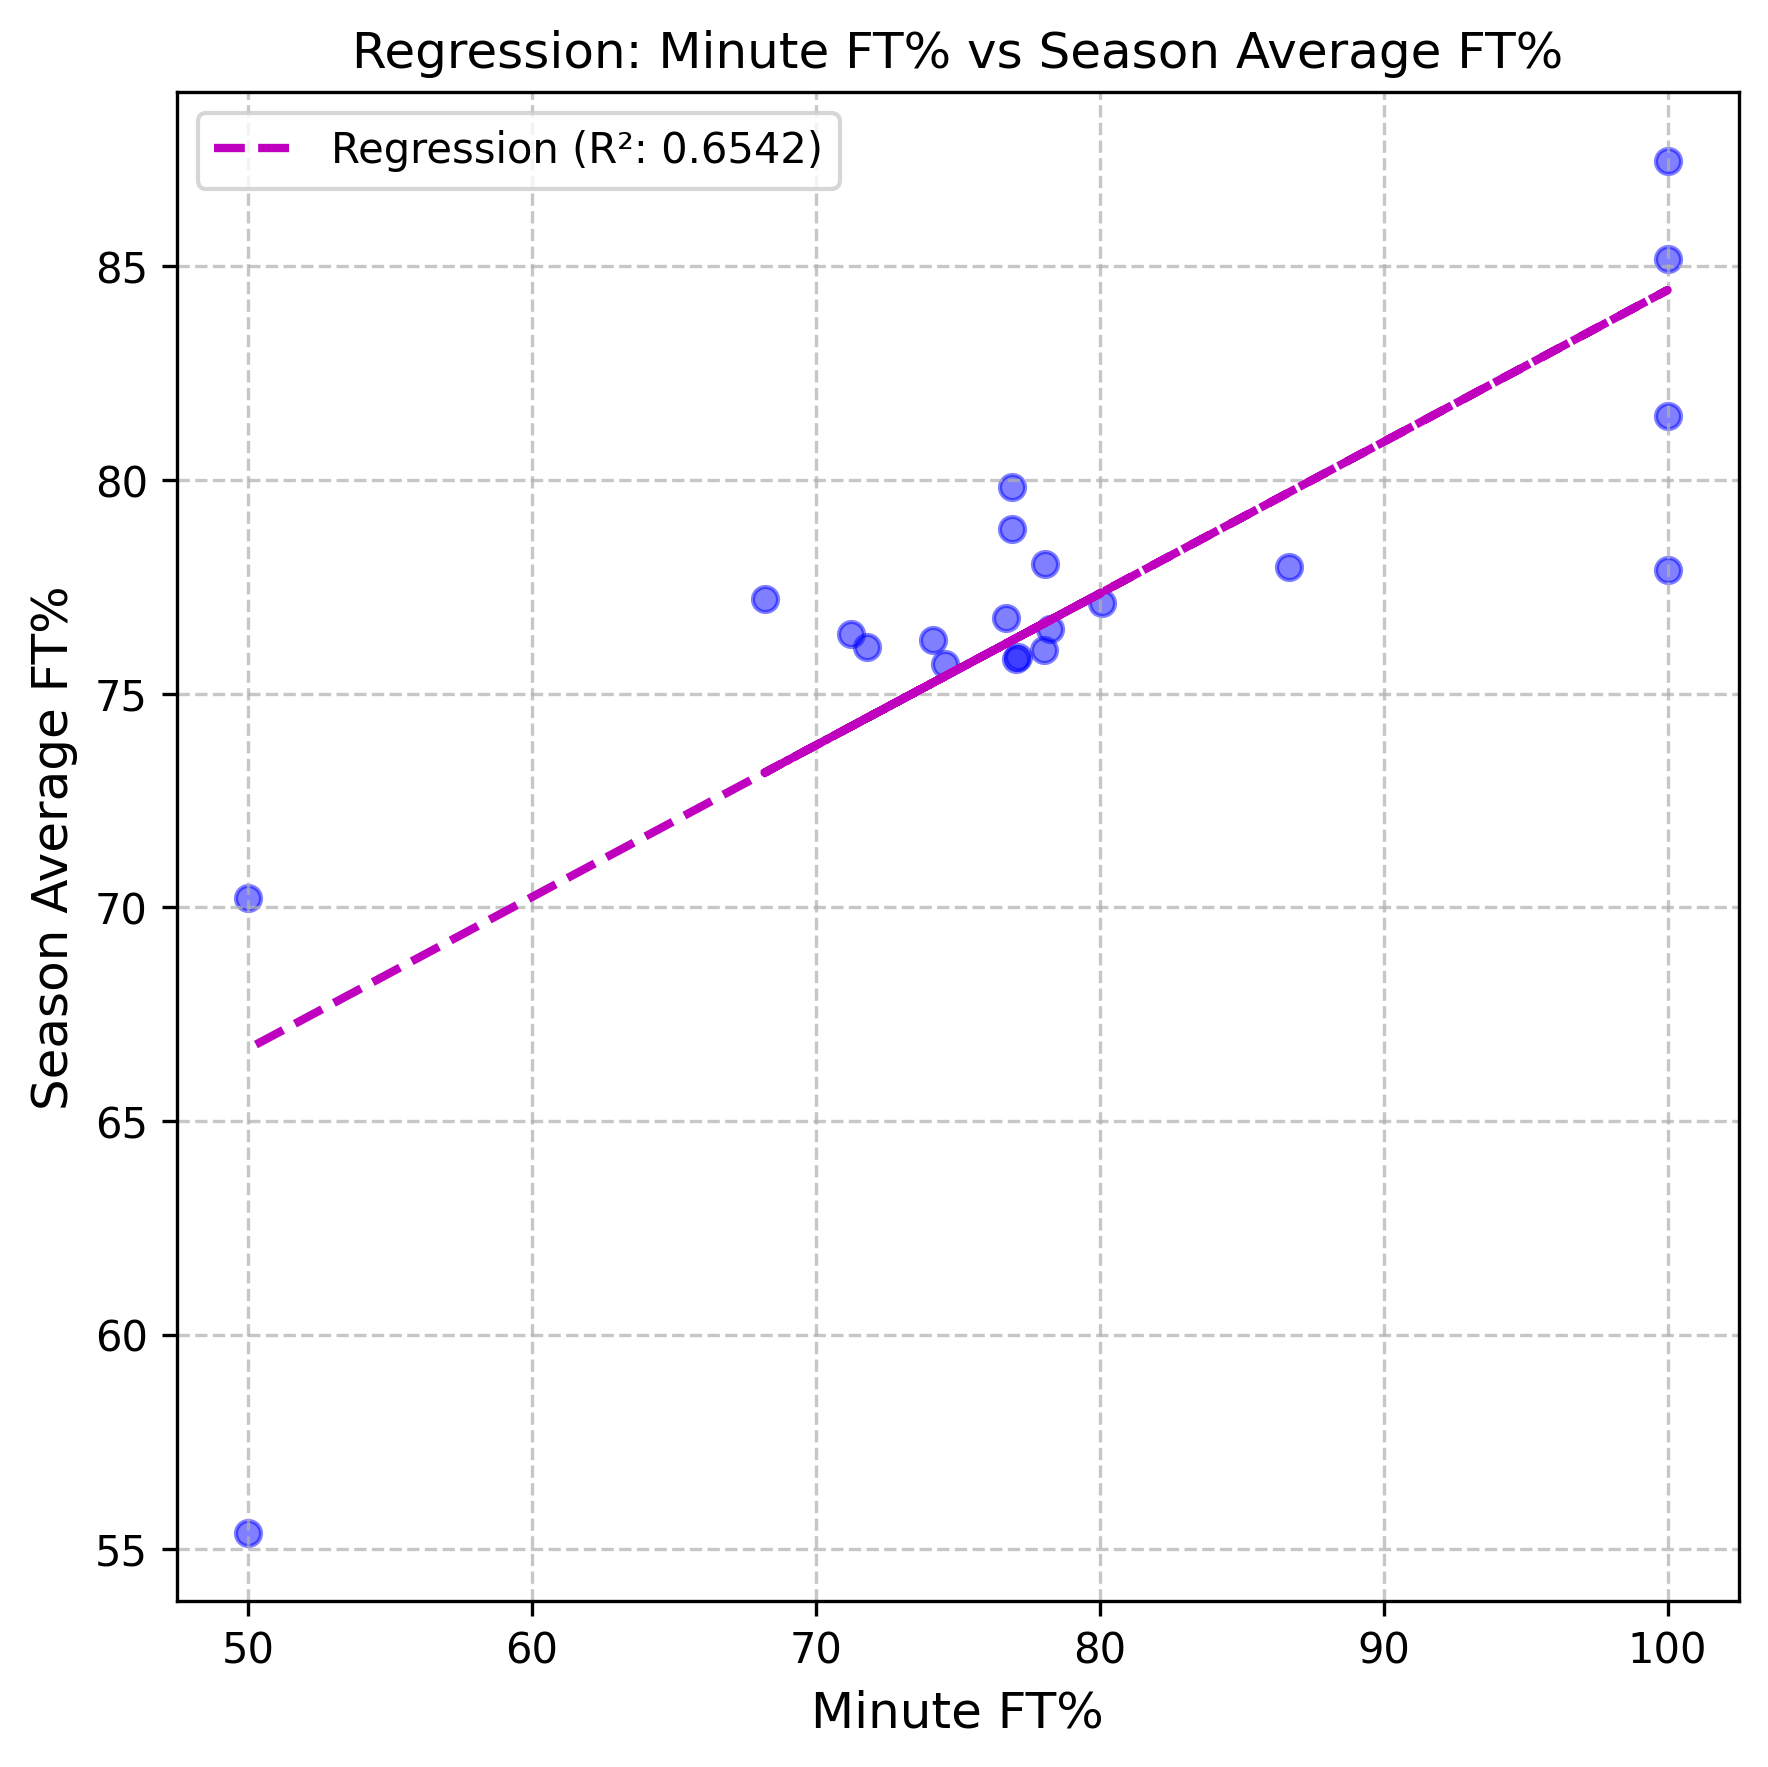 Regression: Minute FT% vs Season Average FT%
Regression (R²: 0.6542)
85
80
75
70
65
60
55
Season Average FT%
50 60 70 80 90 100
Minute FT%